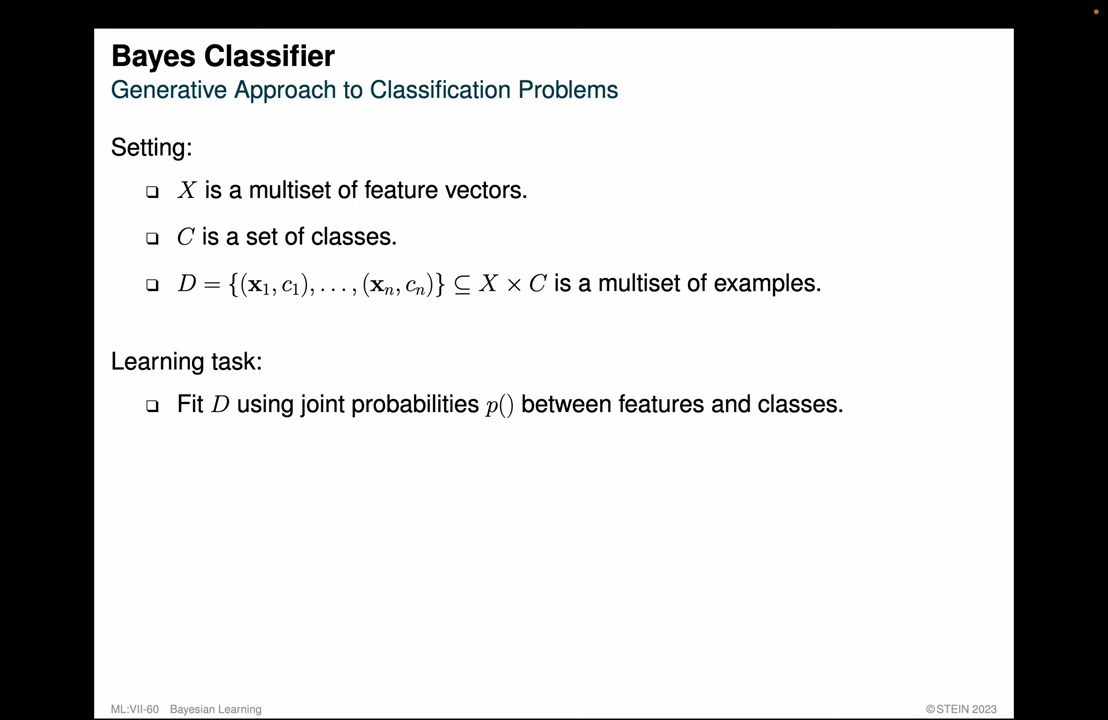 Bayes Classifier
Generative Approach to Classification Problems
Setting:
❑ X is a multiset of feature vectors.
❑ C is a set of classes.
❑ D = {(x₁, c₁), . . . , (xₙ, cₙ)} ⊆ X × C is a multiset of examples.
Learning task:
❑ Fit D using joint probabilities p() between features and classes.
ML:VII-60 Bayesian Learning © STEIN 2023